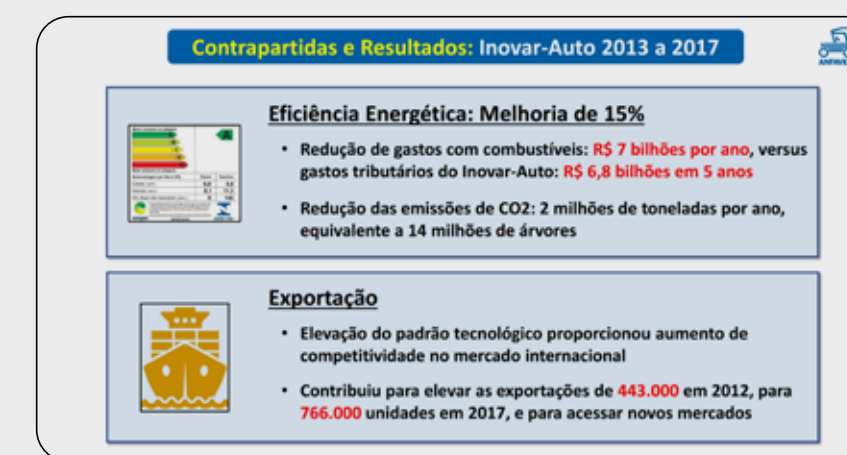 Contrapartidas e Resultados: Inovar-Auto 2013 a 2017
Eficiência Energética: Melhoria de 15%
• Redução de gastos com combustíveis: R$ 7 bilhões por ano, versus
gastos tributários do Inovar-Auto: R$ 6,8 bilhões em 5 anos
• Redução das emissões de CO2: 2 milhões de toneladas por ano,
equivalente a 14 milhões de árvores
A
Exportação
• Elevação do padrão tecnológico proporcionou aumento de
competitividade no mercado internacional
• Contribuiu para elevar as exportações de 443.000 em 2012, para
766.000 unidades em 2017, e para acessar novos mercados